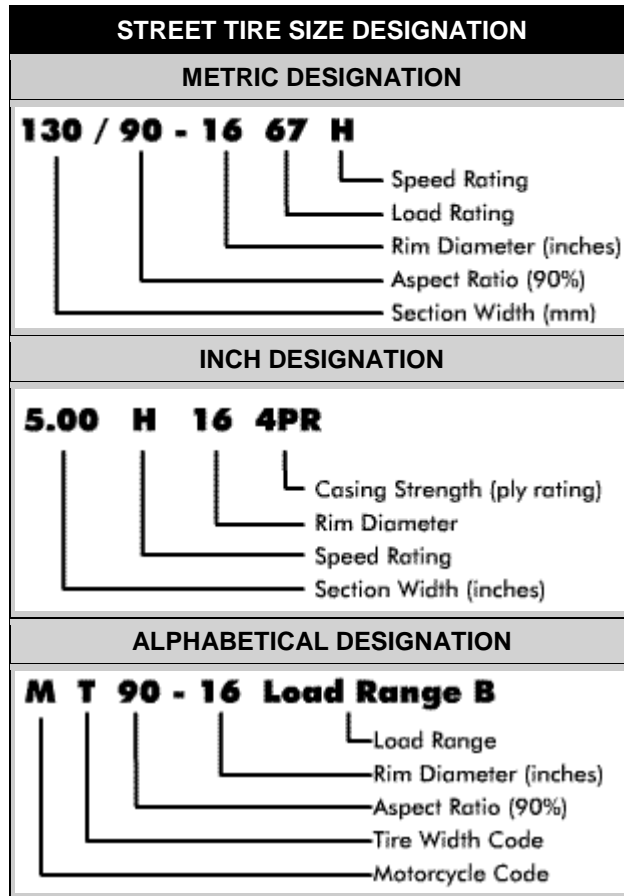 STREET TIRE SIZE DESIGNATION
METRIC DESIGNATION
130 / 90 - 16 67 H
Speed Rating
Load Rating
Rim Diameter (inches)
Aspect Ratio (90%)
Section Width (mm)
INCH DESIGNATION
5.00 H 16 4PR
Casing Strength (ply rating)
Rim Diameter
Speed Rating
Section Width (inches)
ALPHABETICAL DESIGNATION
M T 90 - 16 Load Range B
Load Range
Rim Diameter (inches)
Aspect Ratio (90%)
Tire Width Code
Motorcycle Code